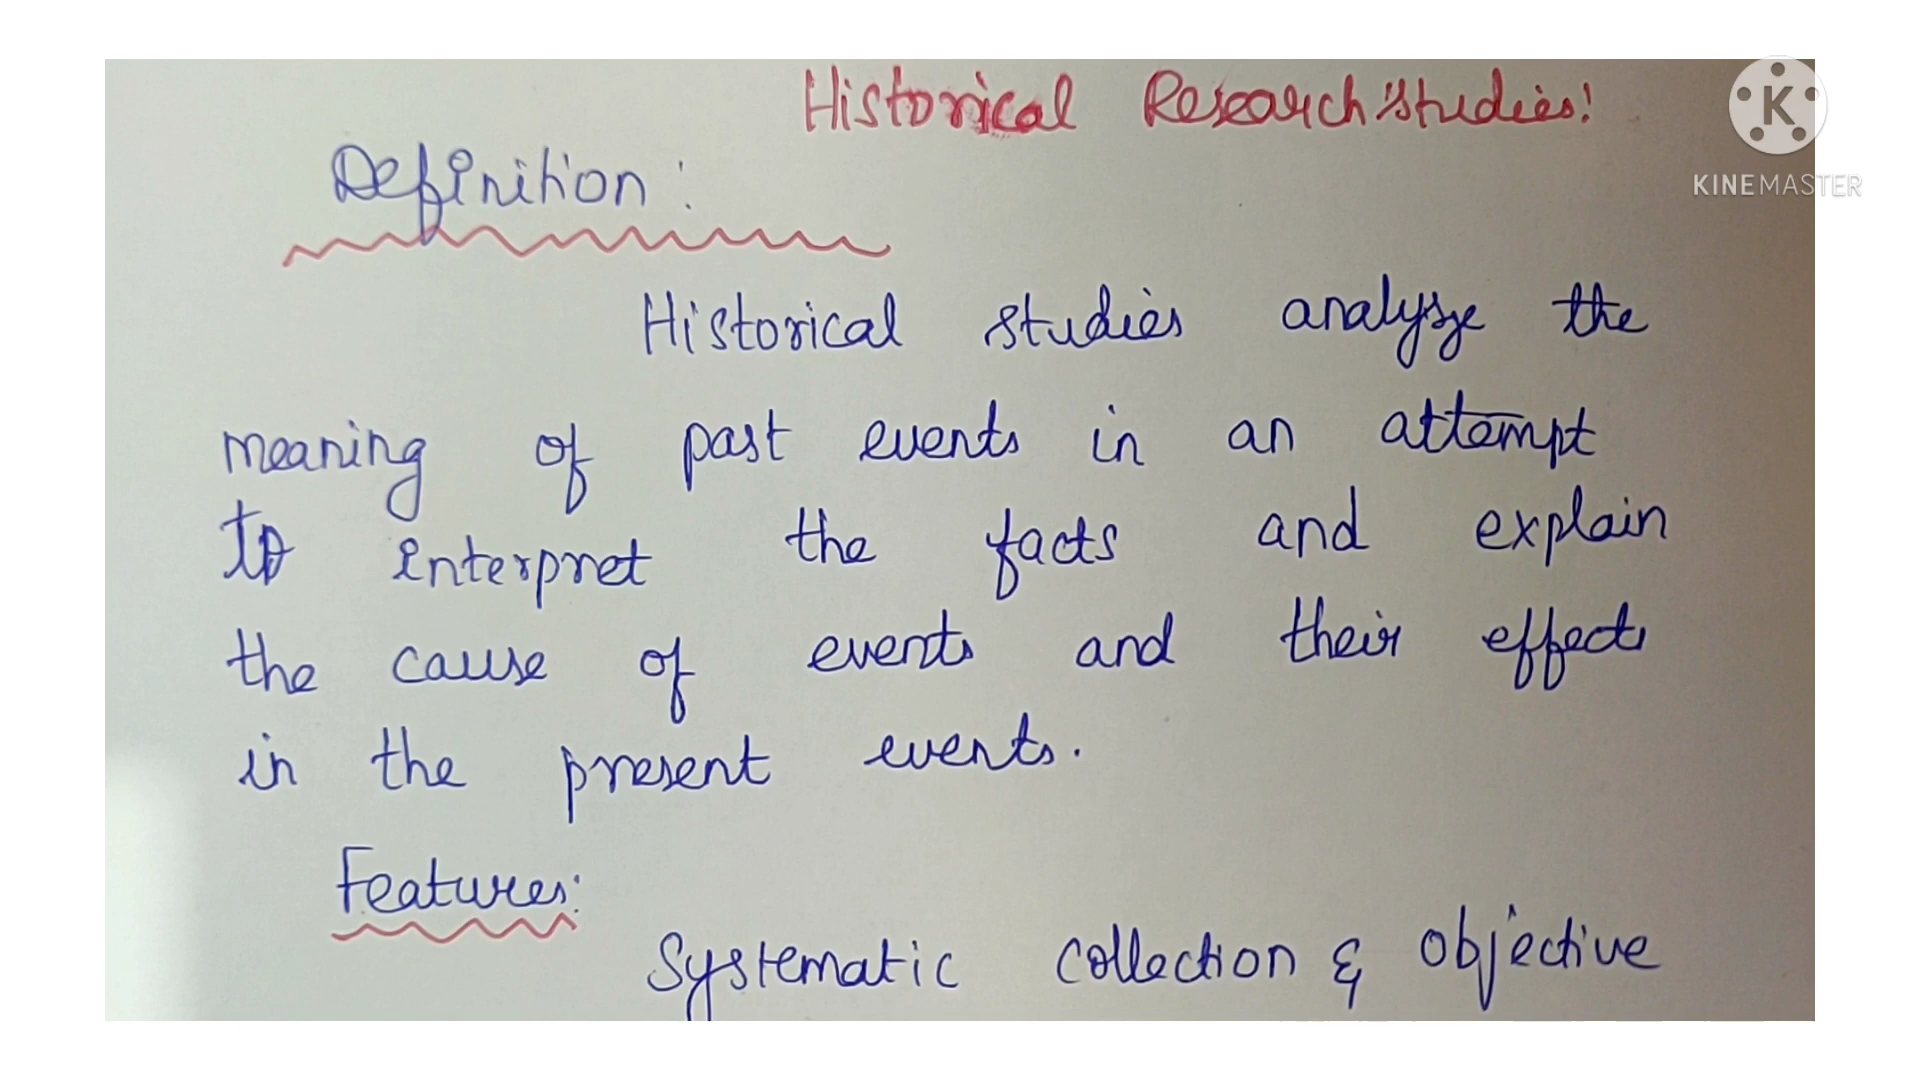 Historical Research studies:
KINEMASTER
Definition:
Historical studies analyse the
meaning of past events in an attempt
to interpret the facts and explain
the cause of events and their effects
in the present events.
Features:
Systematic collection & objective